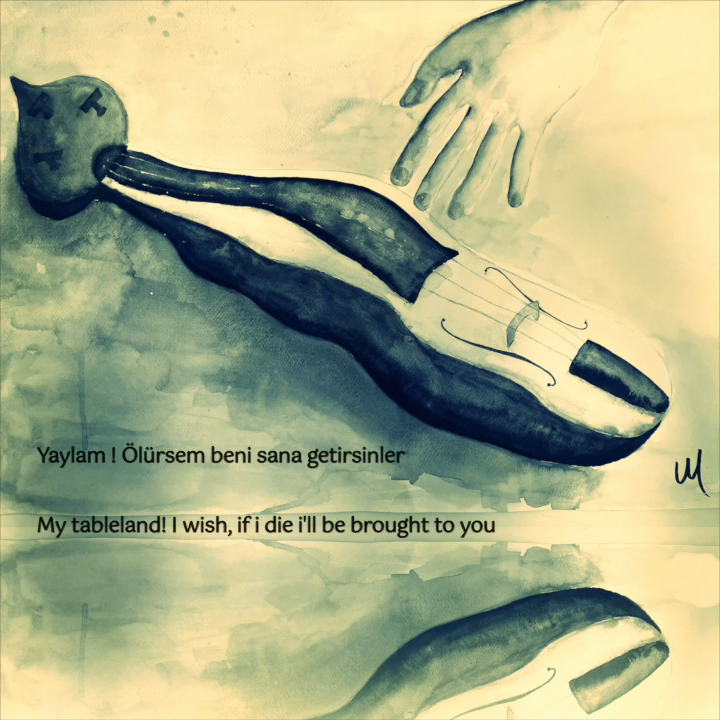 Yaylam ! Ölürsem beni sana getirsinler
My tableland! I wish, if i die i'll be brought to you